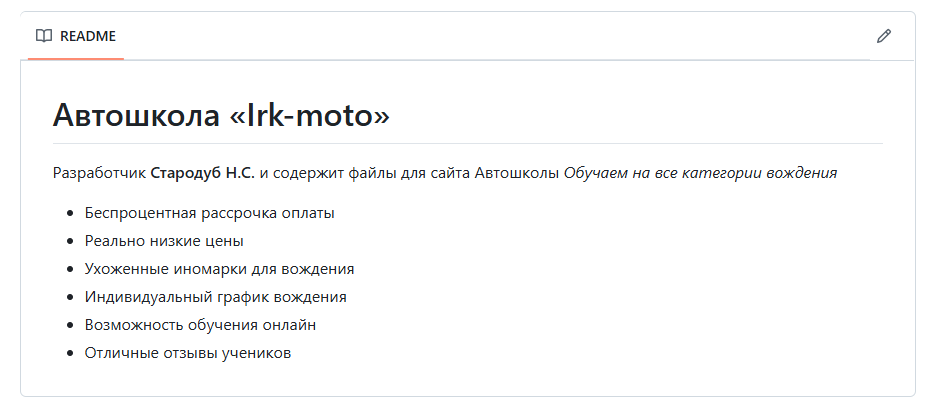 README
Автошкола «Irk-moto»
Разработчик Стародуб Н.С. и содержит файлы для сайта Автошколы Обучаем на все категории вождения
Беспроцентная рассрочка оплаты
Реально низкие цены
Ухоженные иномарки для вождения
Индивидуальный график вождения
Возможность обучения онлайн
Отличные отзывы учеников